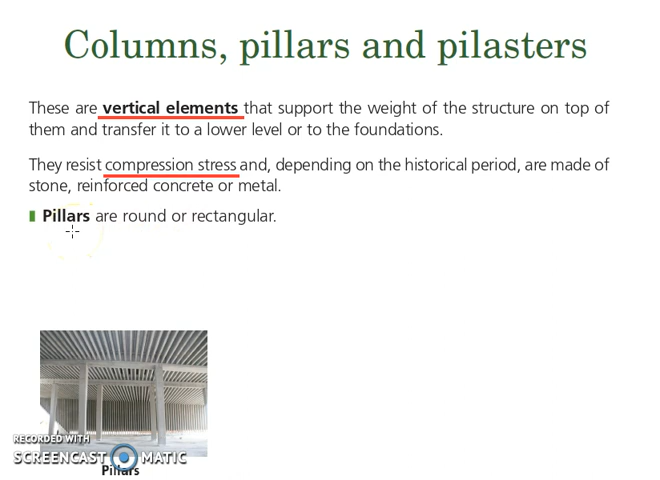 Columns, pillars and pilasters
These are vertical elements that support the weight of the structure on top of
them and transfer it to a lower level or to the foundations.
They resist compression stress and, depending on the historical period, are made of
stone, reinforced concrete or metal.
Pillars are round or rectangular.
RECORDED WITH
SCREENCAST MATIC
Pillars